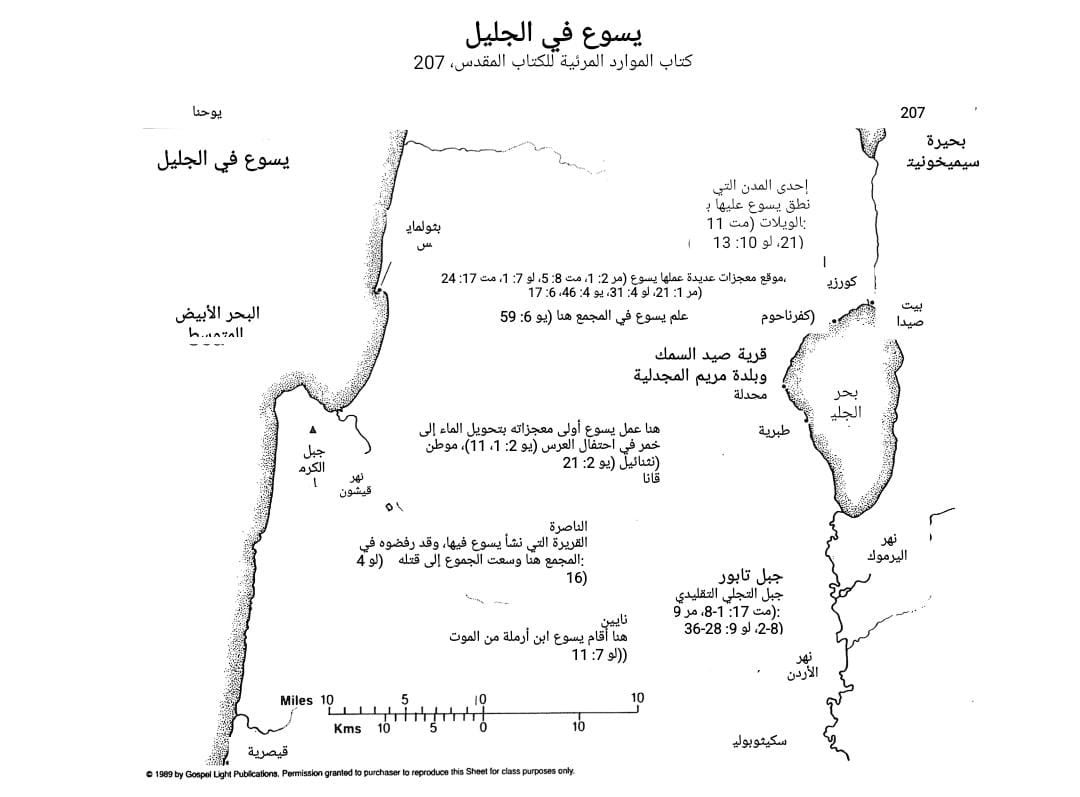 يسوع في الجليل
كتاب الموارد المرئية للكتاب المقدس، 207
يوحنا
207
يسوع في الجليل
بحيرة
سيميخونيت
إحدى المدن التي
نطق يسوع عليها ب
الويلات (مت 11:
21، لو 10: 13)
بثولماي
س
كورزي
ا
موقع معجزات عديدة عملها يسوع (مر 2: 1، مت 8: 5، لو 7: 1، مت 17: 24،
(مر 1: 21، لو 4: 31، يو 4: 46، 6: 17
علم يسوع في المجمع هنا (يو 6: 59
(كفرناحوم
بيت
صيدا
البحر الأبيض
المتوسط
قرية صيد السمك
وبلدة مريم المجدلية
محدلة
بحر
الجلي
طبرية
هنا عمل يسوع أولى معجزاته بتحويل الماء إلى
خمر في احتفال العرس (يو 2: 1، 11)، موطن
(نثنائيل (يو 2: 21
قانا
جبل
الكرم
ل
نهر
قيشون
الناصرة
القريرة التي نشأ يسوع فيها، وقد رفضوه في
المجمع هنا وسعت الجموع إلى قتله (لو 4:
16)
نهر
اليرموك
جبل تابور
جبل التجلي التقليدي
(مت 17: 1-8، مر 9:
2-8، لو 9: 28-36)
نايين
هنا أقام يسوع ابن أرملة من الموت
((لو 7: 11
نهر
الأردن
Miles 10 5 0 10
Kms 10 5 0 10
سكيثوبولي
قيصرية
© 1989 by Gospel Light Publications. Permission granted to purchaser to reproduce this Sheet for class purposes only.